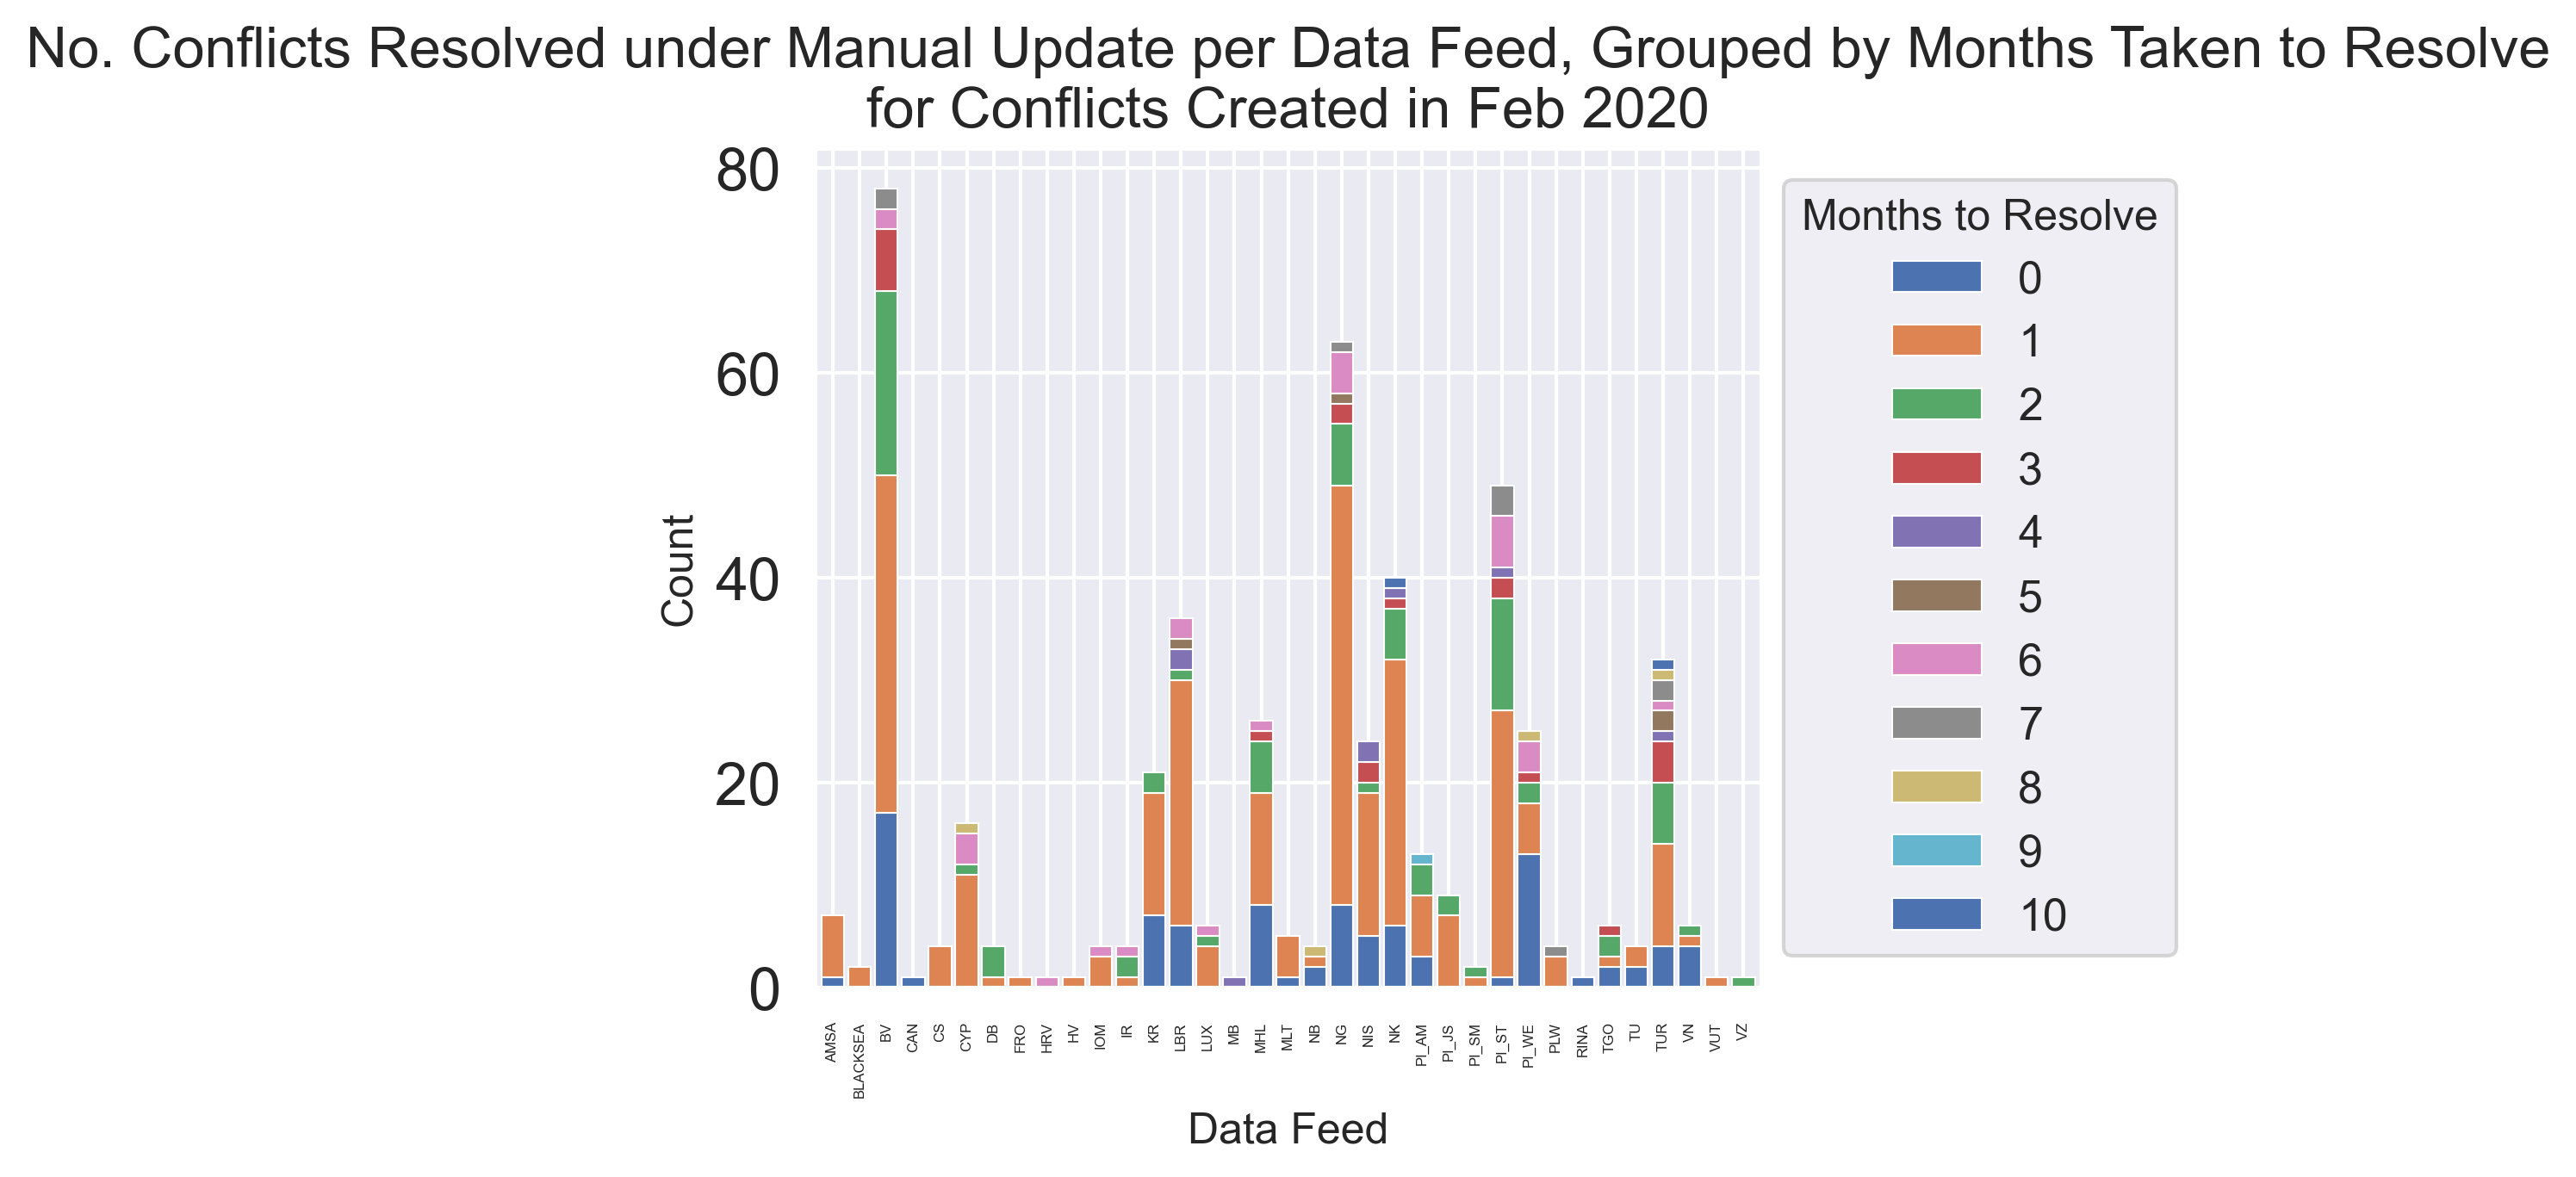 No. Conflicts Resolved under Manual Update per Data Feed, Grouped by Months Taken to Resolve
for Conflicts Created in Feb 2020
80
60
40
20
0
Count
AMSA
BLACKSEA
BV
CAN
CS
CYP
DB
FRO
HRV
HV
IOM
IR
KR
LBR
LUX
MB
MHL
MLT
NB
NG
NIS
NK
PI_AM
PI_JS
PI_SM
PI_ST
PI_WE
PLW
RINA
TGO
TU
TUR
VN
VUT
VZ
Data Feed
Months to Resolve
0
1
2
3
4
5
6
7
8
9
10